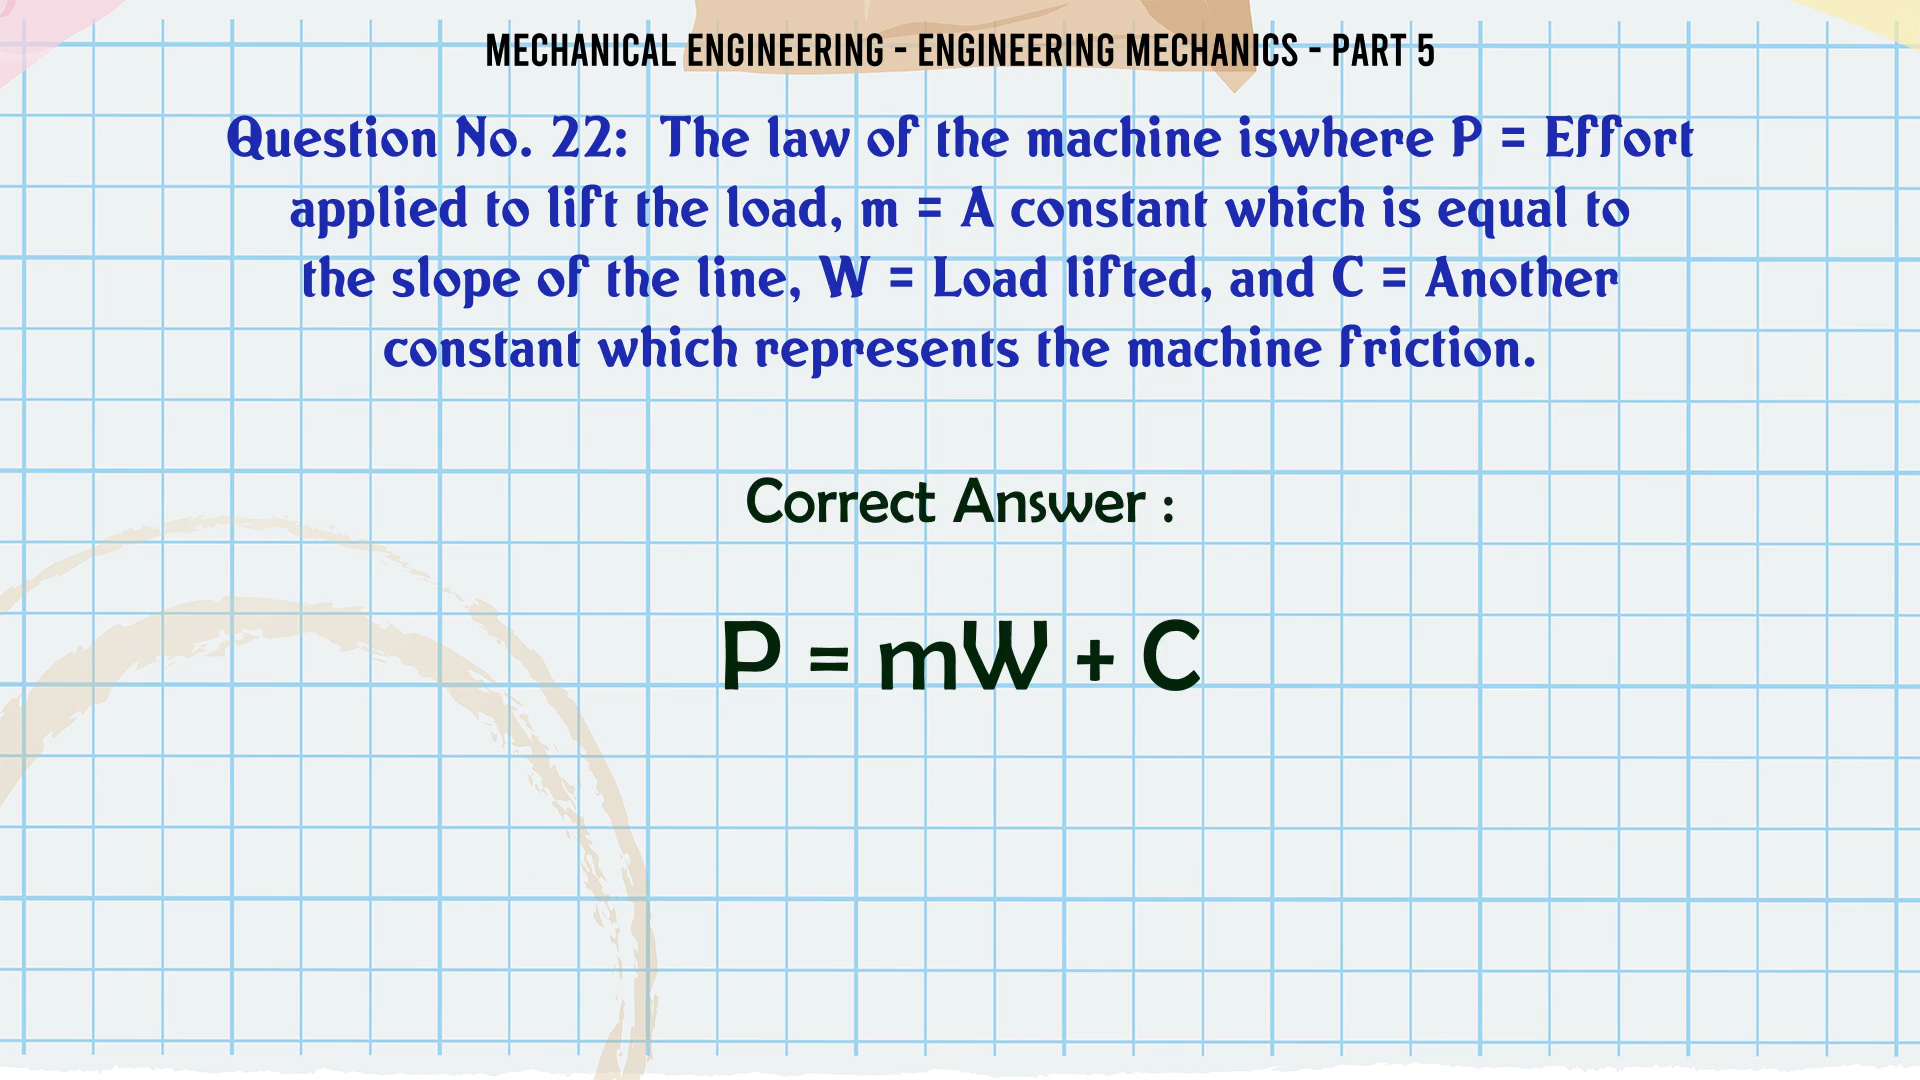 MECHANICAL ENGINEERING - ENGINEERING MECHANICS - PART 5
Question No. 22:  The law of the machine iswhere P = Effort
applied to lift the load, m = A constant which is equal to
the slope of the line, W = Load lifted, and C = Another
constant which represents the machine friction.
Correct Answer :
P = mW + C